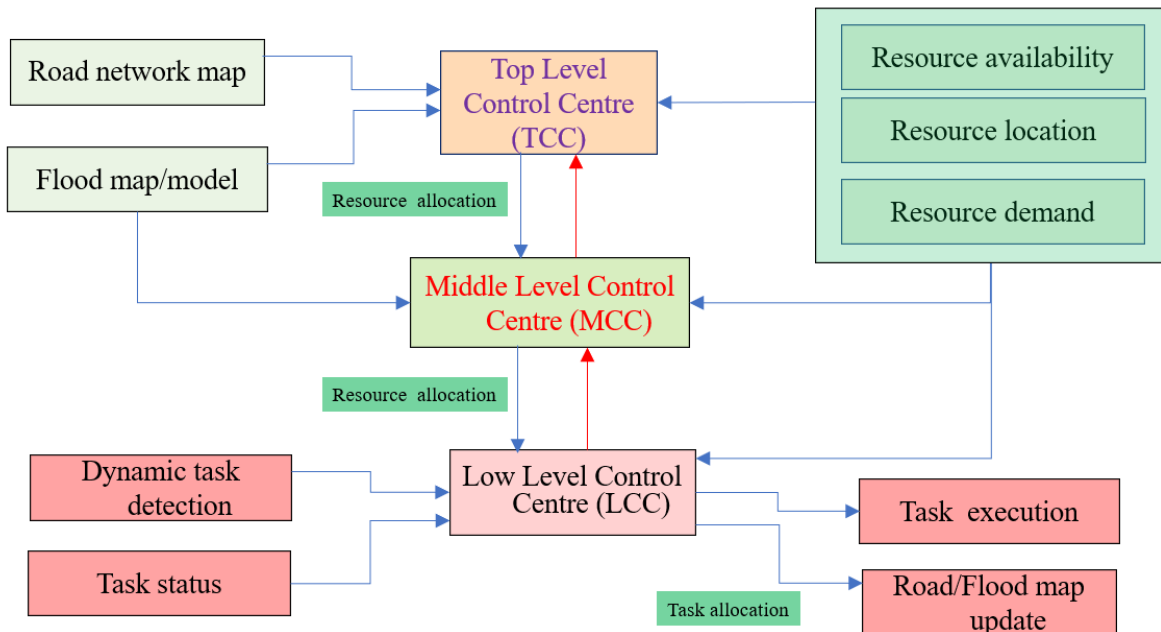 Road network map
Top Level
Control Centre
(TCC)
Resource availability
Resource location
Flood map/model
Resource allocation
Resource demand
Middle Level Control
Centre (MCC)
Resource allocation
Dynamic task
detection
Low Level Control
Centre (LCC)
Task execution
Task status
Task allocation
Road/Flood map
update